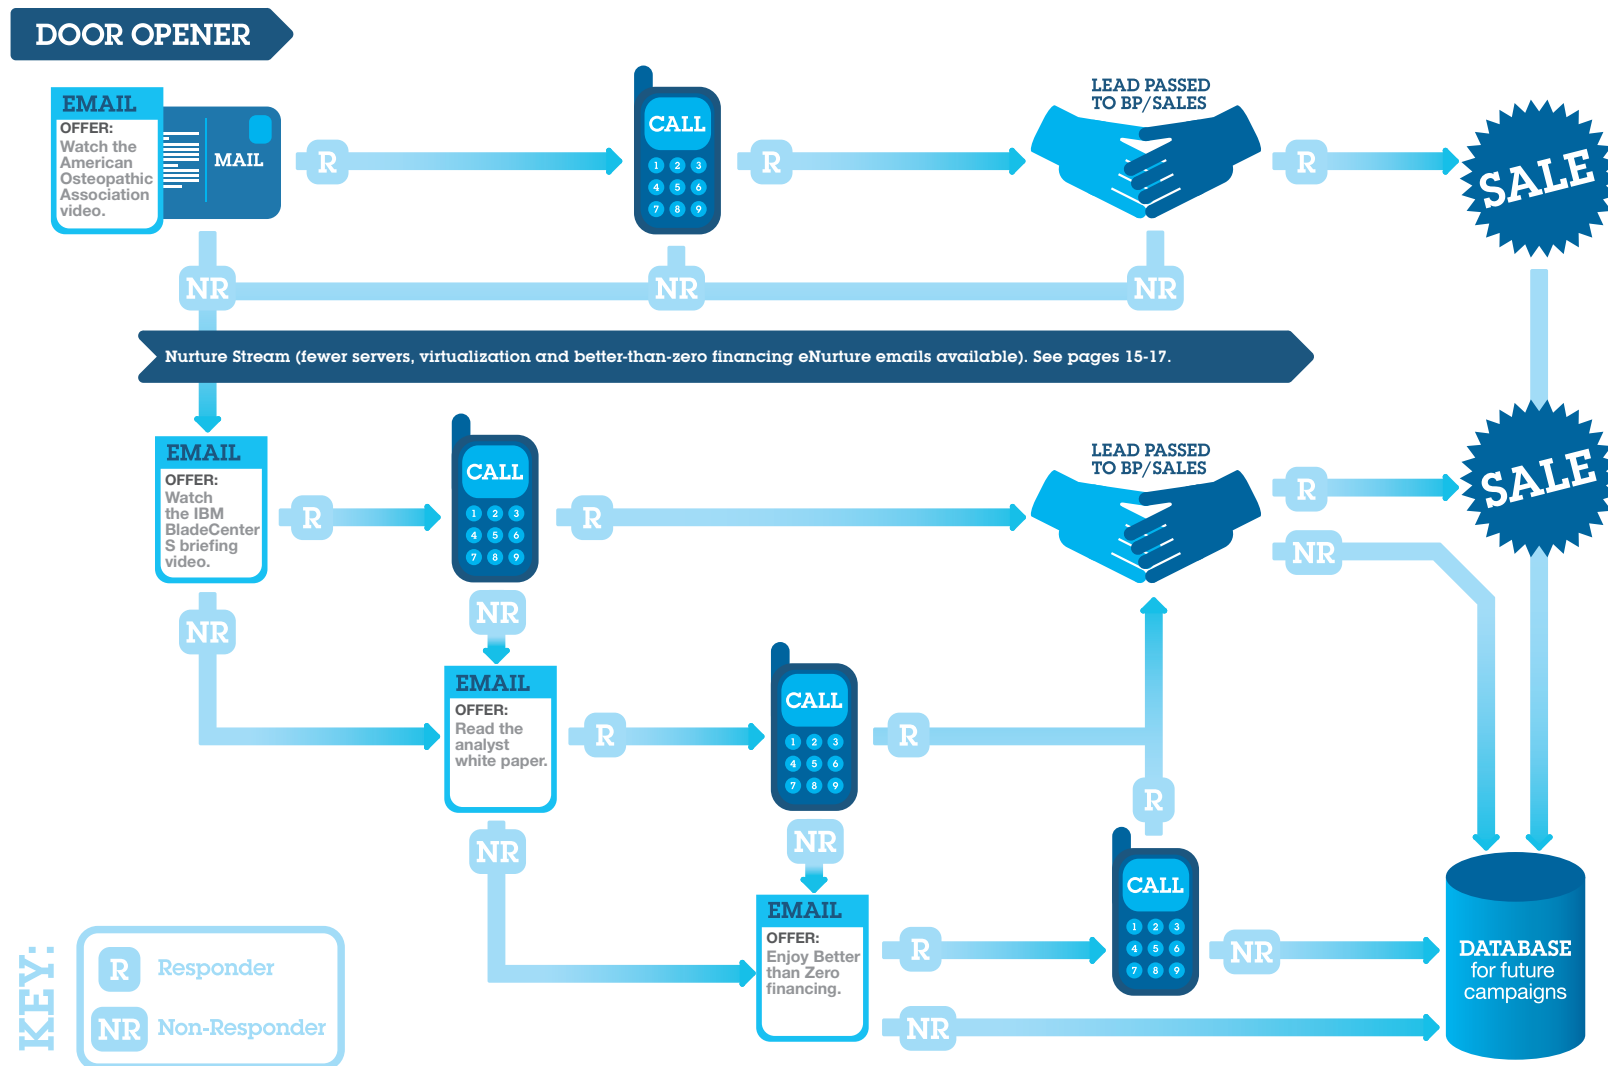 DOOR OPENER
EMAIL
OFFER:
Watch the
American
Osteopathic
Association
video.
MAIL
R
CALL
1 2 3
4 5 6
7 8 9
R
LEAD PASSED
TO BP/SALES
R
SALE
NR
NR
NR
Nurture Stream (fewer servers, virtualization and better-than-zero financing eNurture emails available). See pages 15-17.
EMAIL
OFFER:
Watch
the IBM
BladeCenter
S briefing
video.
R
CALL
1 2 3
4 5 6
7 8 9
R
LEAD PASSED
TO BP/SALES
R
SALE
NR
NR
NR
EMAIL
OFFER:
Read the
analyst
white paper.
R
CALL
1 2 3
4 5 6
7 8 9
R
R
NR
NR
EMAIL
OFFER:
Enjoy Better
than Zero
financing.
R
CALL
1 2 3
4 5 6
7 8 9
NR
NR
DATABASE
for future
campaigns
KEY:
R Responder
NR Non-Responder